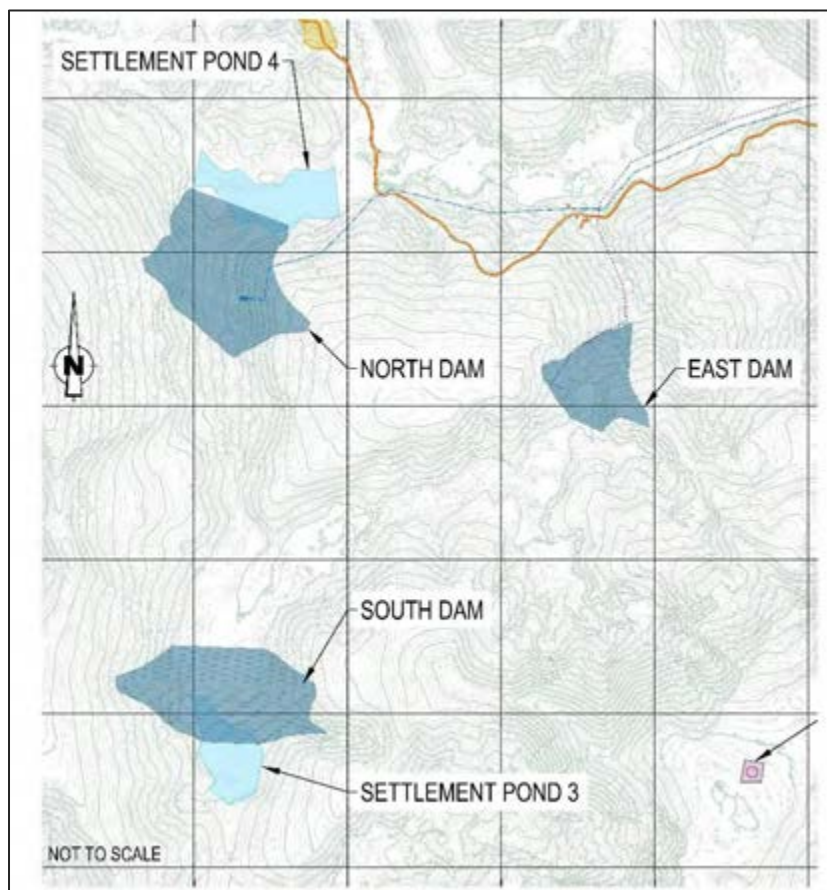 SETTLEMENT POND 4
N
NORTH DAM
EAST DAM
SOUTH DAM
SETTLEMENT POND 3
NOT TO SCALE